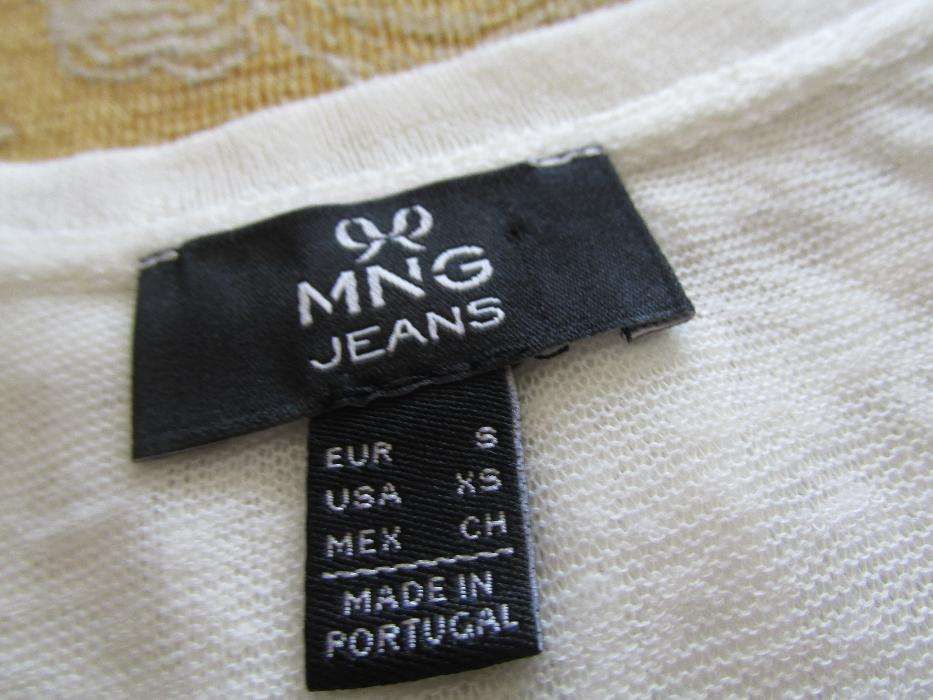 MNG
JEANS
EUR S
USA XS
MEX CH
MADE IN
PORTUGAL